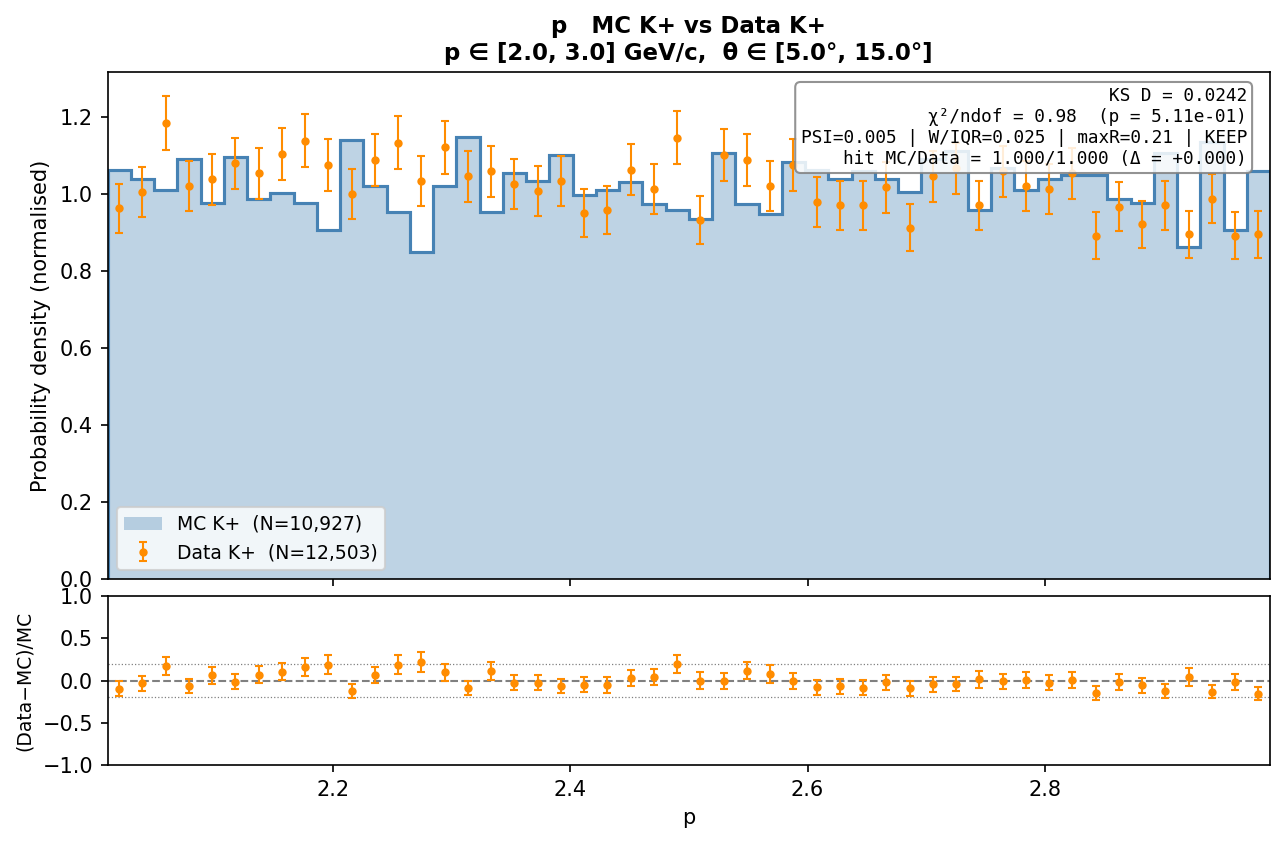 p   MC K+ vs Data K+
p ∈ [2.0, 3.0] GeV/c,  θ ∈ [5.0°, 15.0°]
KS D = 0.0242
χ²/ndof = 0.98  (p = 5.11e-01)
PSI=0.005 | W/IQR=0.025 | maxR=0.21 | KEEP
hit MC/Data = 1.000/1.000 (Δ = +0.000)
Probability density (normalised)
1.2
1.0
0.8
0.6
0.4
0.2
0.0
MC K+  (N=10,927)
Data K+  (N=12,503)
(Data−MC)/MC
1.0
0.5
0.0
−0.5
−1.0
2.2
2.4
2.6
2.8
p